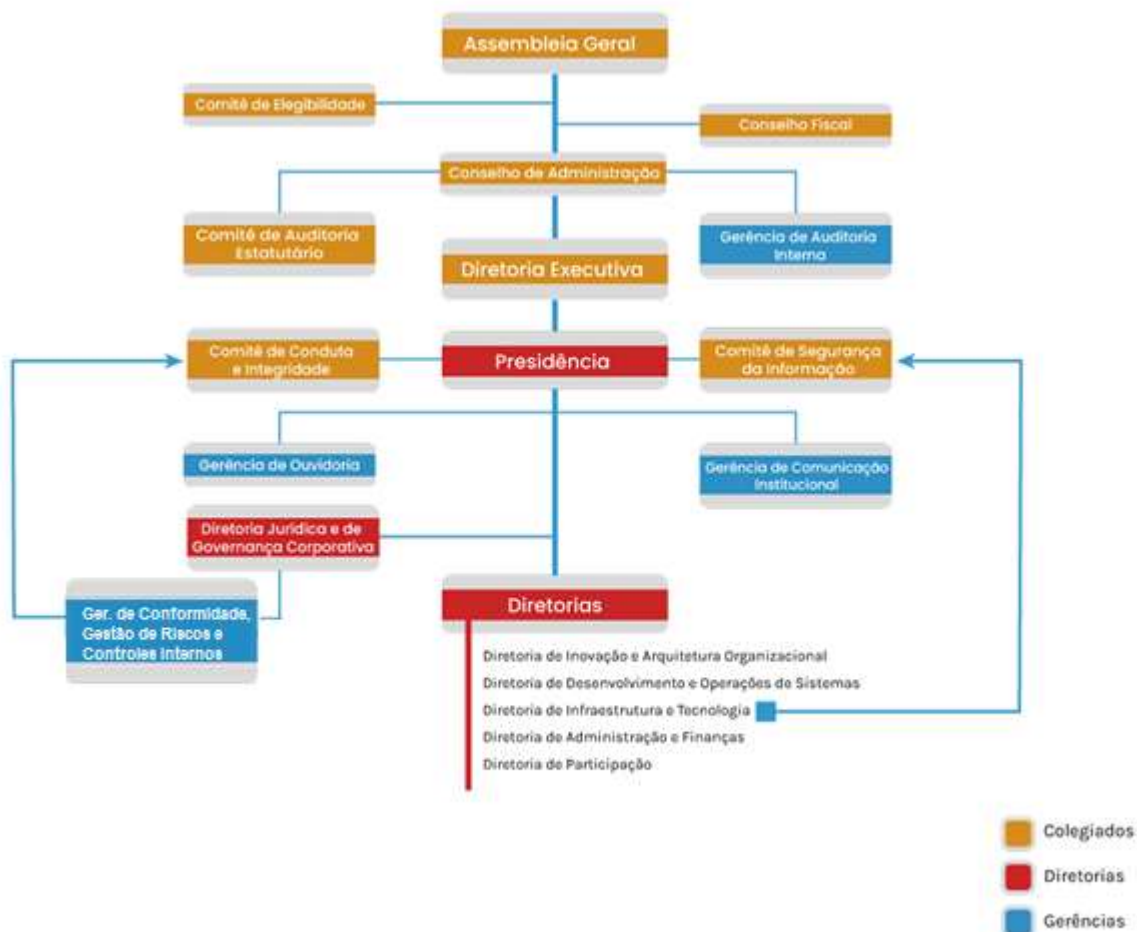 Assembleia Geral
Comitê de Elegibilidade
Conselho Fiscal
Conselho de Administração
Comitê de Auditoria
Estatutário
Gerência de Auditoria
Interna
Diretoria Executiva
Comitê de Conduta
e Integridade
Presidência
Comitê de Segurança
da Informação
Gerência de Ouvidoria
Gerência de Comunicação
Institucional
Diretoria Jurídica e de
Governança Corporativa
Ger. de Conformidade,
Gestão de Riscos e
Controles Internos
Diretorias
Diretoria de Inovação e Arquitetura Organizacional
Diretoria de Desenvolvimento e Operações de Sistemas
Diretoria de Infraestrutura e Tecnologia
Diretoria de Administração e Finanças
Diretoria de Participação
Colegiados
Diretorias
Gerências